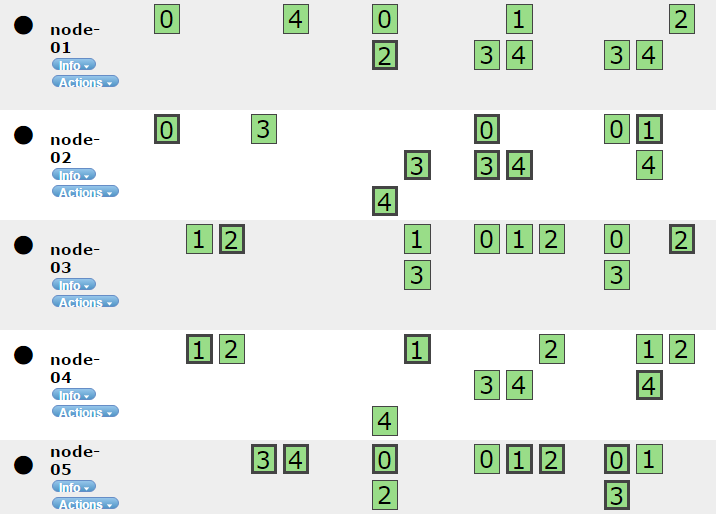 node-01 0 4 0 1 2
Info
Actions
2 3 4 3 4
node-02 0 3 0 0 1
Info
Actions
3 3 4 4
4
node-03 1 2 1 0 1 2 0 2
Info
Actions
3 3
node-04 1 2 1 2 1 2
Info
Actions
3 4 4
4
node-05 3 4 0 0 1 2 0 1
Info
Actions
2 3